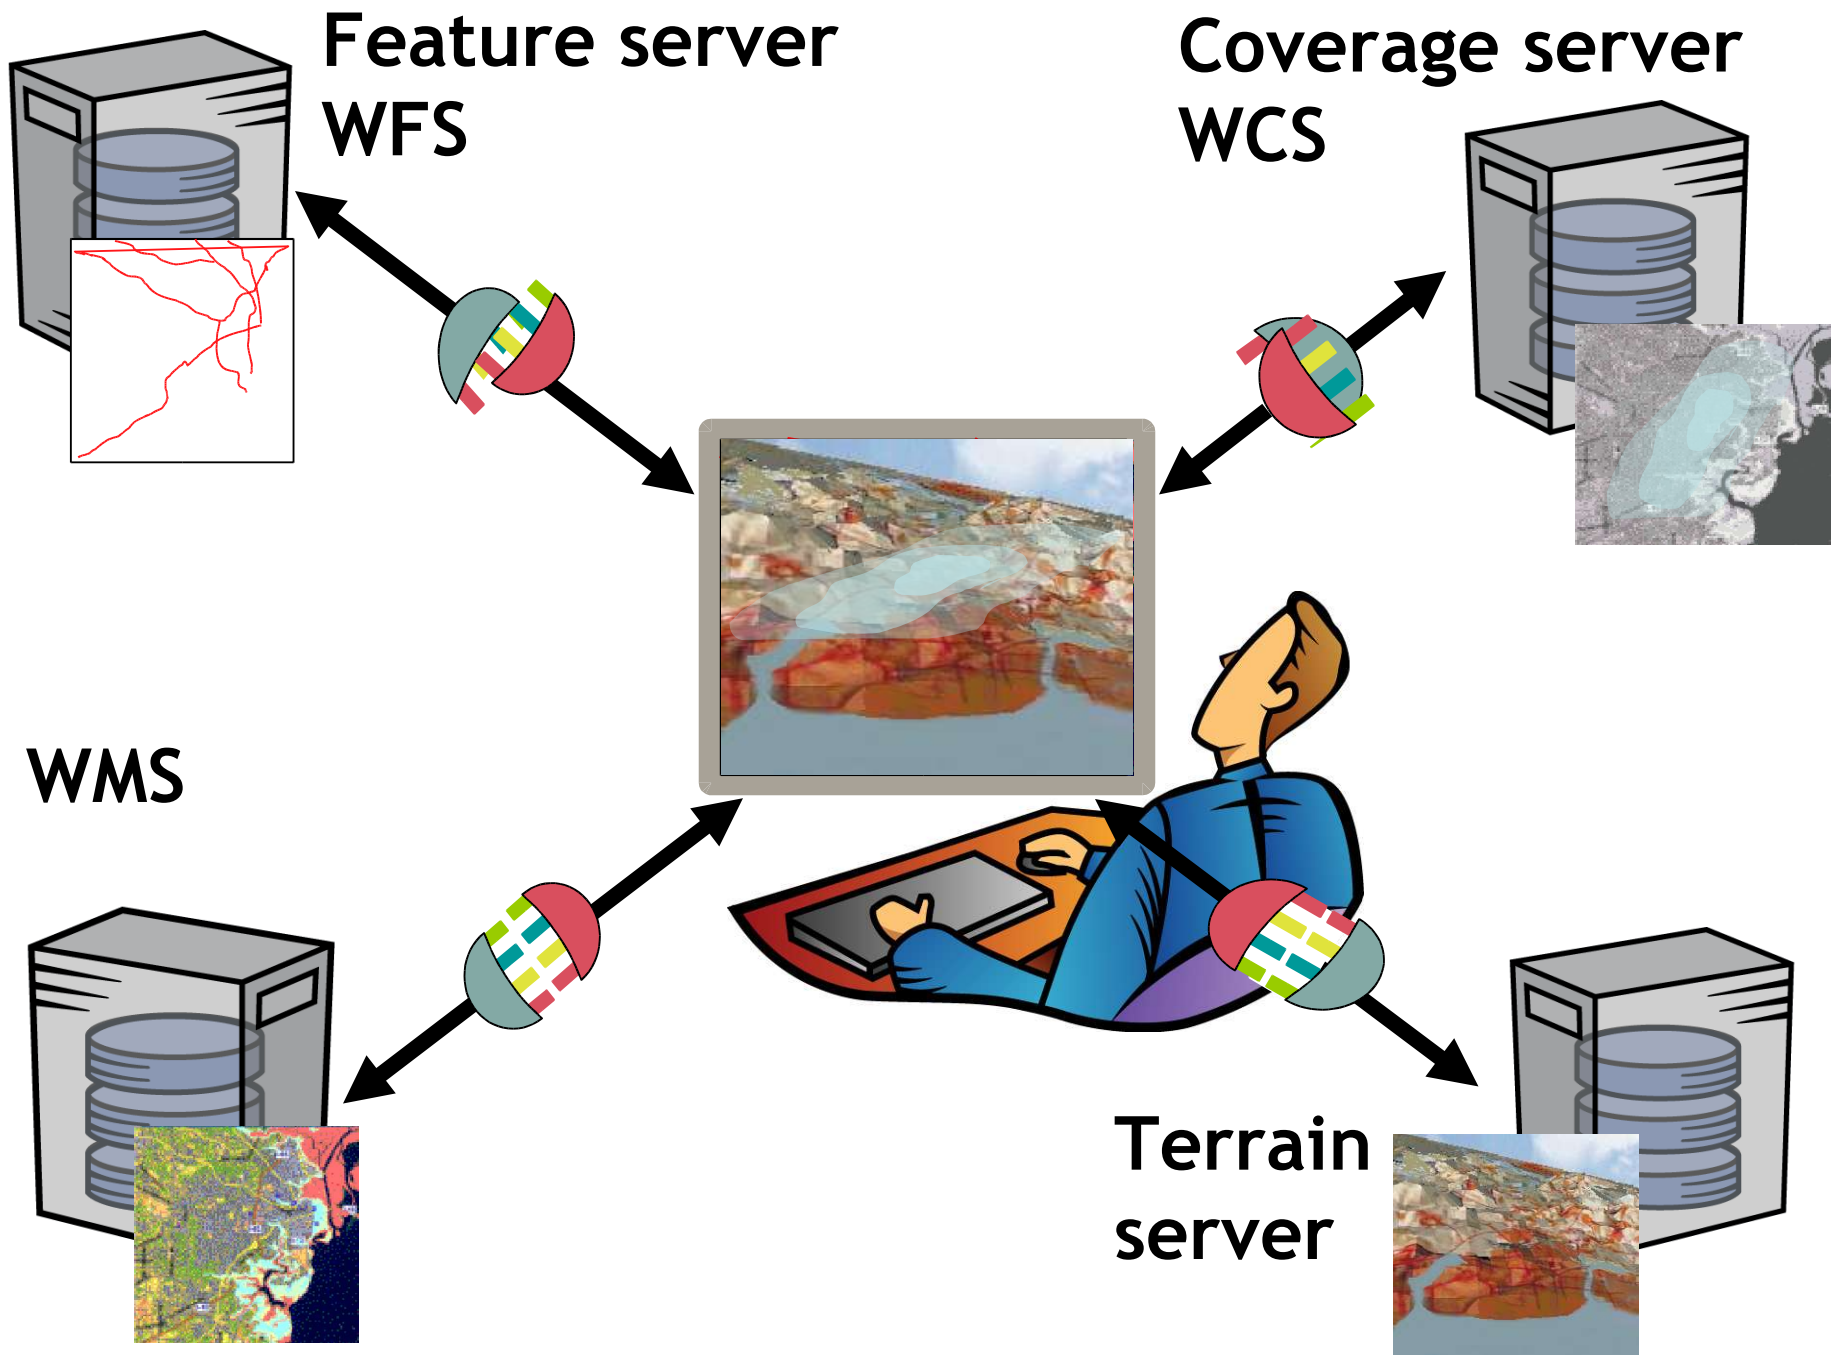 Feature server
WFS
Coverage server
WCS
WMS
Terrain
server